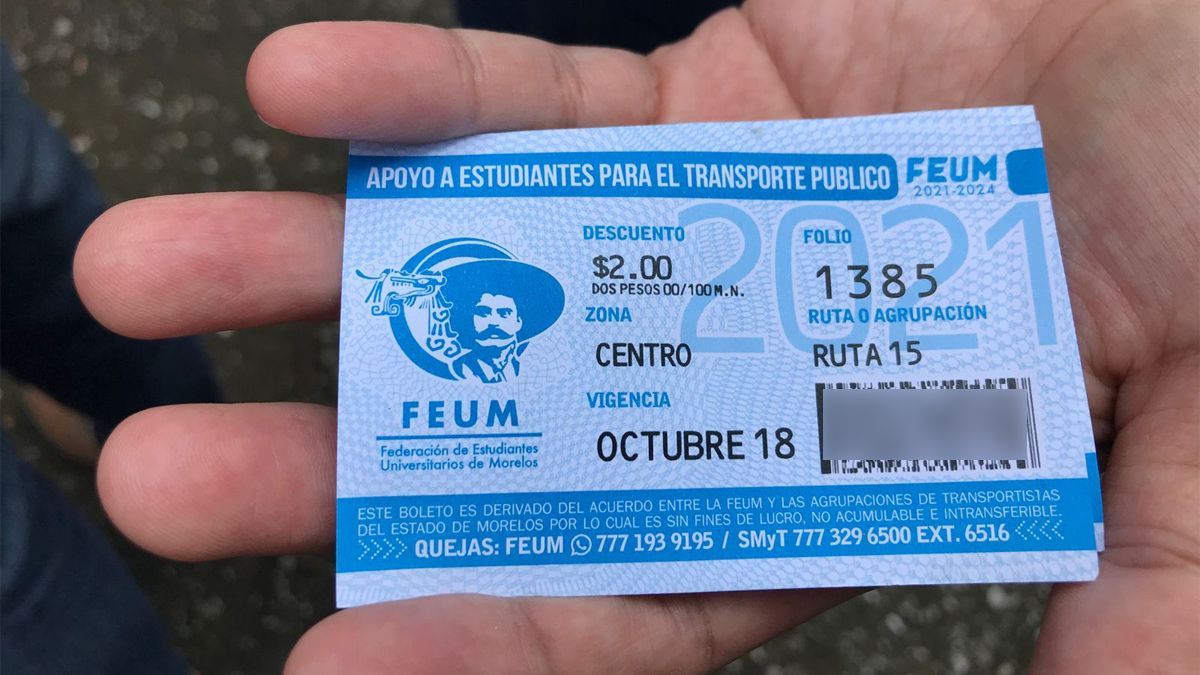 APOYO A ESTUDIANTES PARA EL TRANSPORTE PUBLICO
FEUM
2021-2024
2021
DESCUENTO
$2.00
DOS PESOS 00/100 M.N.
FOLIO
1385
ZONA
CENTRO
RUTA O AGRUPACIÓN
RUTA 15
VIGENCIA
OCTUBRE 18
FEUM
Federación de Estudiantes
Universitarios de Morelos
ESTE BOLETO ES DERIVADO DEL ACUERDO ENTRE LA FEUM Y LAS AGRUPACIONES DE TRANSPORTISTAS
DEL ESTADO DE MORELOS POR LO CUAL ES SIN FINES DE LUCRO, NO ACUMULABLE E INTRANSFERIBLE.
QUEJAS: FEUM 777 193 9195 / SMyT 777 329 6500 EXT. 6516